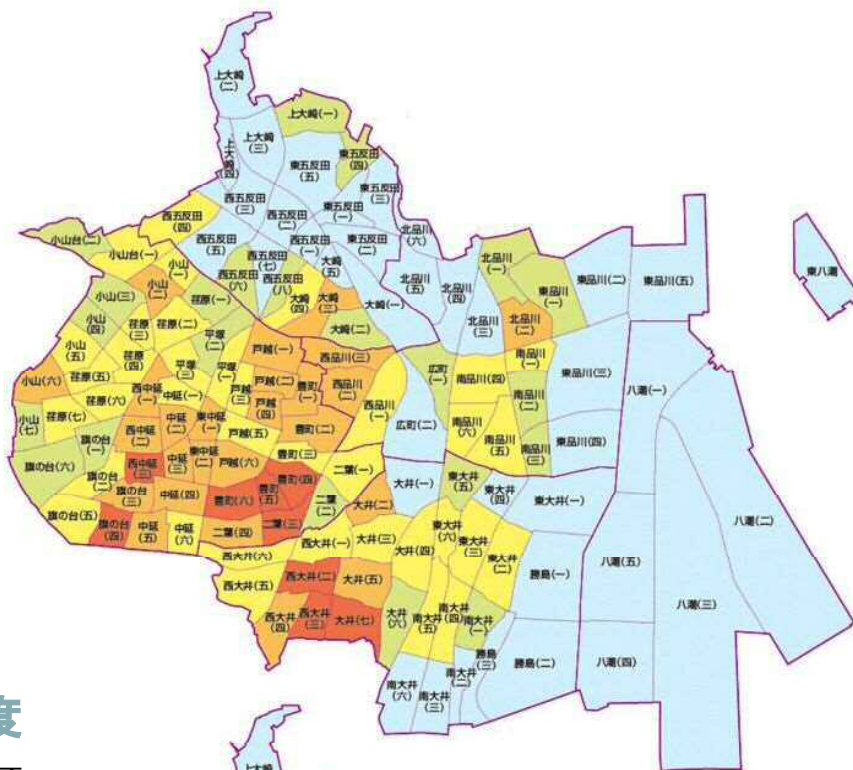 上大崎
(二)
上大崎(一)
上大崎
(三)
上大崎(四)
東五反田
(四)
東五反田
(五)
東五反田
(三)
西五反田
(四)
西五反田
(三)
東五反田
(一)
西五反田
(二)
北品川
(六)
小山台(二)
小山台(一)
西五反田
(五)
西五反田
(一)
東五反田
(二)
小山
(一)
西五反田
(七)
西五反田
(六)
西五反田
(八)
大崎
(五)
北品川
(五)
北品川
(四)
北品川
(一)
東品川(二)
東品川(五)
東八潮
小山(三)
小山
(二)
荏原(一)
大崎
(四)
大崎
(三)
大崎(一)
東品川
(一)
小山
(四)
荏原
(三)
荏原(二)
平塚
(二)
大崎(二)
北品川
(三)
北品川
(二)
小山
(五)
荏原
(四)
平塚
(三)
平塚
(一)
戸越(一)
西品川(三)
南品川
(一)
小山(六)
荏原(五)
西中延
(一)
中延(一)
戸越
(三)
戸越(二)
豊町
(一)
西品川
(二)
広町
(一)
南品川(四)
東品川(三)
八潮(一)
荏原(六)
戸越
(四)
南品川
(二)
小山
(七)
荏原(七)
西中延
(二)
中延
(二)
東中延
(一)
戸越(五)
豊町(二)
西品川
(一)
広町(二)
南品川
(六)
南品川
(五)
南品川
(三)
東品川(四)
旗の台
(一)
旗の台(六)
西中延
(三)
中延
(三)
東中延
(二)
戸越(六)
豊町(三)
豊町(四)
二葉(一)
大井(一)
東大井
(五)
東大井
(四)
旗の台
(二)
旗の台
(三)
中延(四)
豊町(六)
豊町
(五)
二葉
(二)
大井(二)
東大井(一)
旗の台(五)
旗の台
(四)
中延
(五)
中延
(六)
二葉(四)
二葉(三)
東大井
(六)
東大井
(三)
八潮(二)
西大井(六)
西大井(一)
大井(三)
大井(四)
東大井
(二)
西大井(五)
西大井(二)
大井(五)
勝島(一)
八潮(五)
西大井
(四)
西大井
(三)
大井(七)
大井
(六)
南大井
(五)
南大井
(四)
南大井
(一)
八潮(三)
南大井
(六)
南大井
(三)
南大井
(二)
勝島
(三)
勝島(二)
八潮(四)
度
上大崎